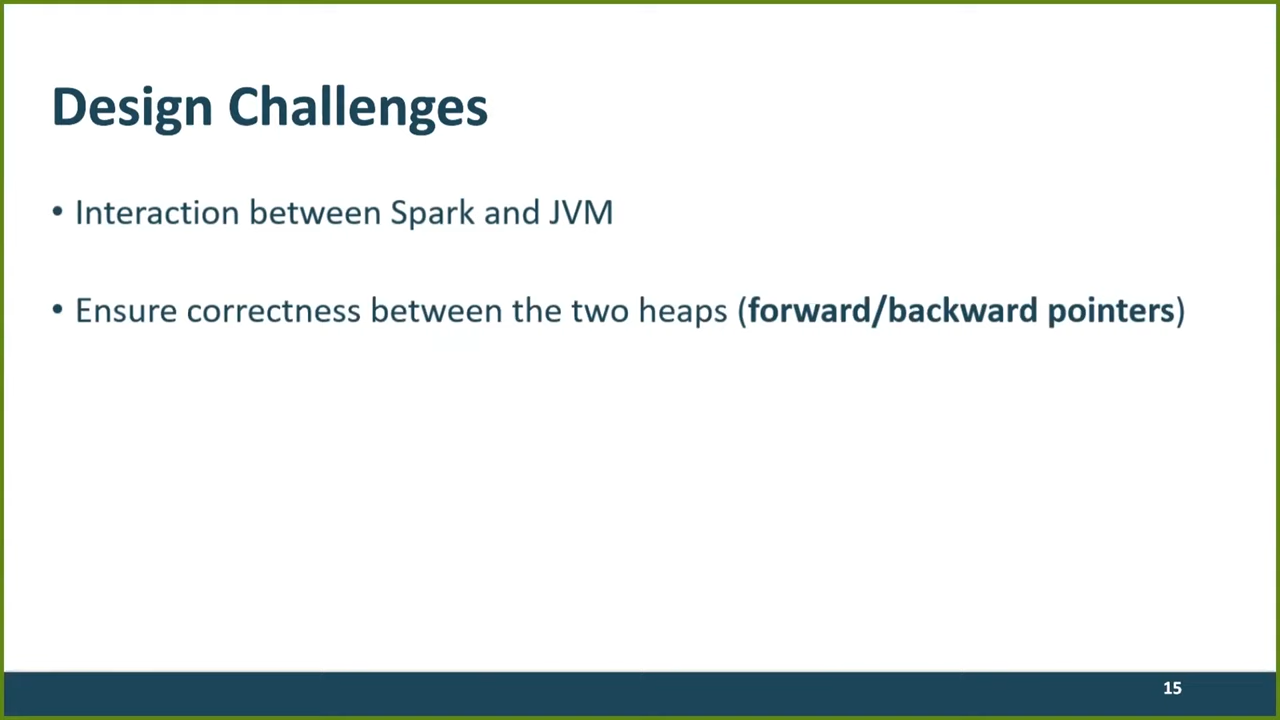 Design Challenges
• Interaction between Spark and JVM
• Ensure correctness between the two heaps (forward/backward pointers)
15